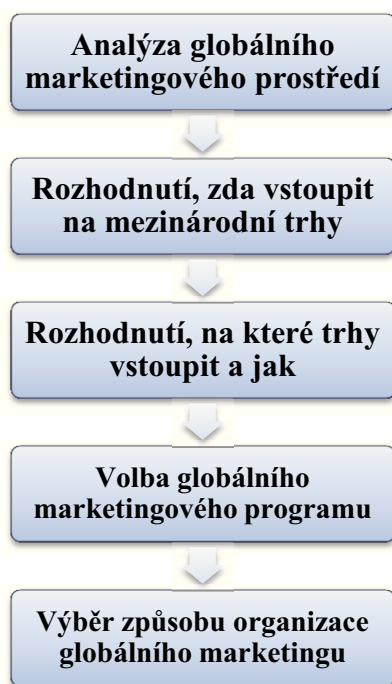 Analýza globálního
marketingového prostředí
Rozhodnutí, zda vstoupit
na mezinárodní trhy
Rozhodnutí, na které trhy
vstoupit a jak
Volba globálního
marketingového programu
Výběr způsobu organizace
globálního marketingu